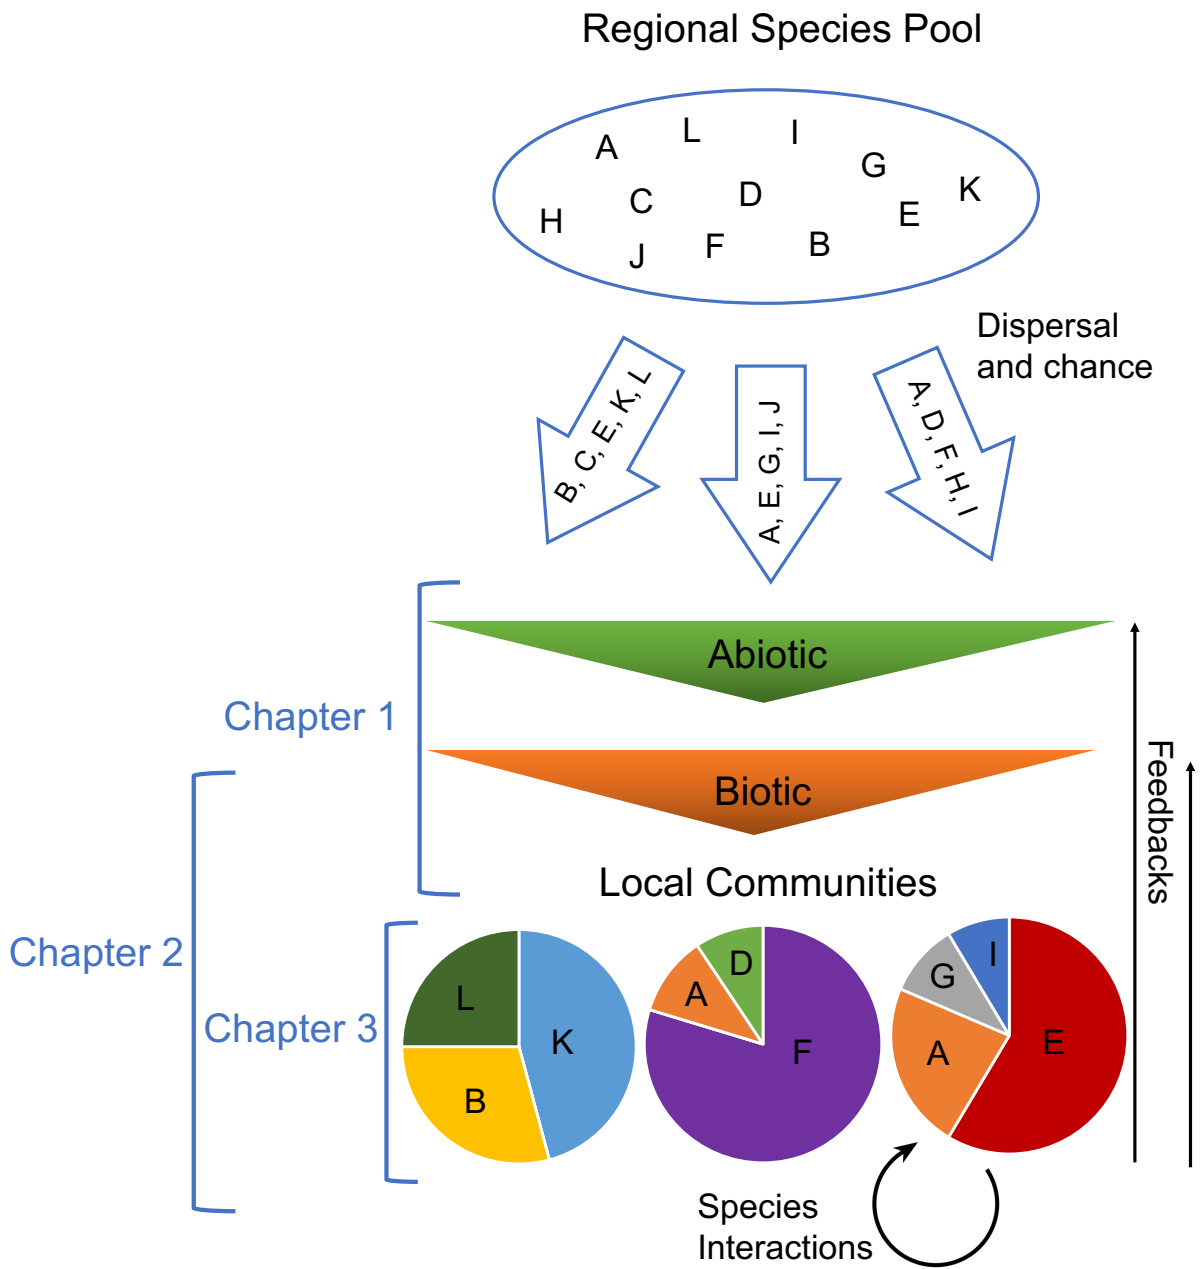 Regional Species Pool
A
L
I
G
K
C
D
E
H
J
F
B
Dispersal
and chance
B, C, E, K, L
A, E, G, I, J
A, D, F, H, I
Abiotic
Chapter 1
Biotic
Feedbacks
Local Communities
Chapter 2
Chapter 3
L
K
B
D
A
F
I
G
E
A
Species
Interactions